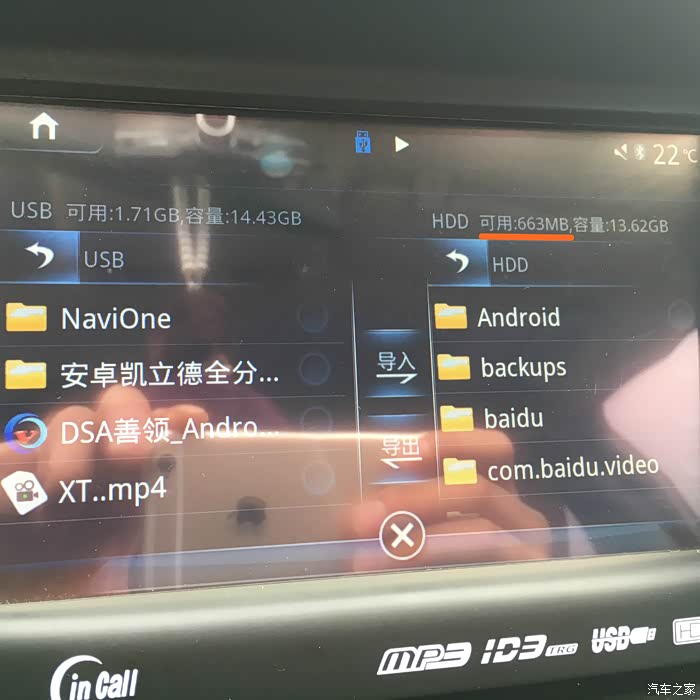 22℃
USB 可用:1.71GB,容量:14.43GB
HDD 可用:663MB,容量:13.62GB
USB
HDD
NaviOne
安卓凯立德全分...
DSA善领_Andro...
XT..mp4
导入
导出
Android
backups
baidu
com.baidu.video
in Call
MP3 ID3 ERG USB
汽车之家